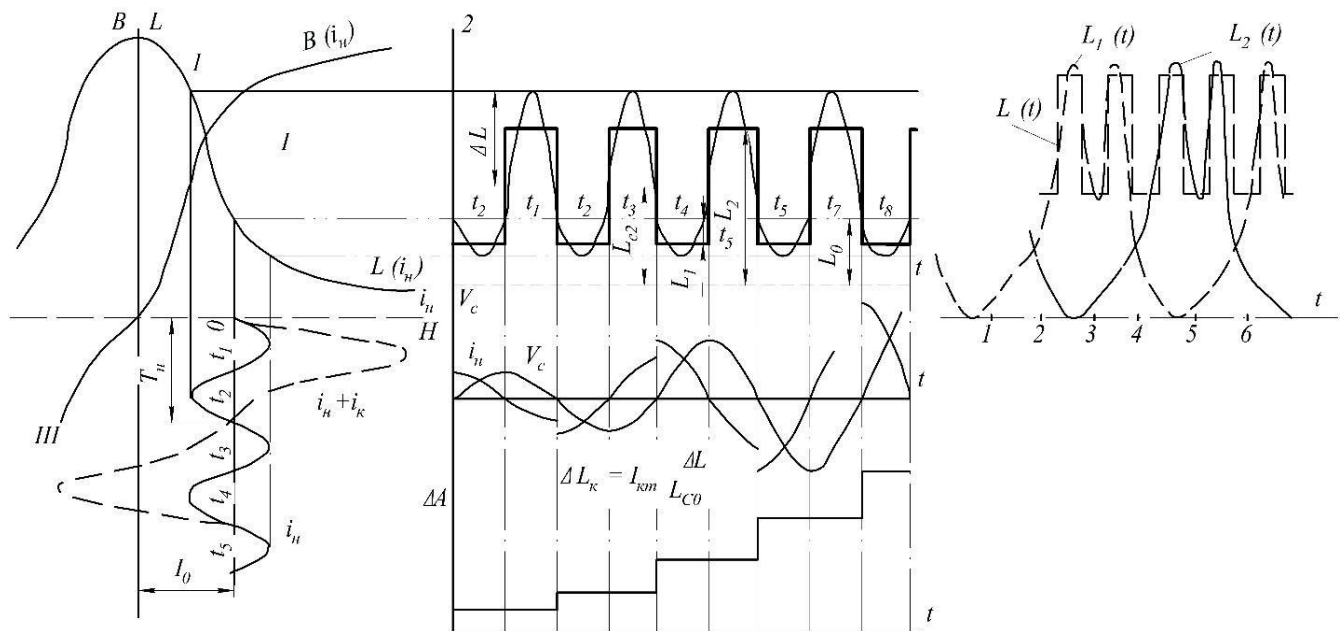 B L
I
B (iн)
I
L (iн)
iн
H
0
Tн
t1
t2
t3
t4
t5
iн + iк
III
iн
I0
2
ΔL
t2 t1 t2 t3 t4 t5 t5 t7 t8
Lc2
L1
L2
L0
t
Vc
iн
Vc
t
ΔLк = Iкт ΔL
LC0
ΔA
t
L1 (t)
L2 (t)
L (t)
1 2 3 4 5 6
t